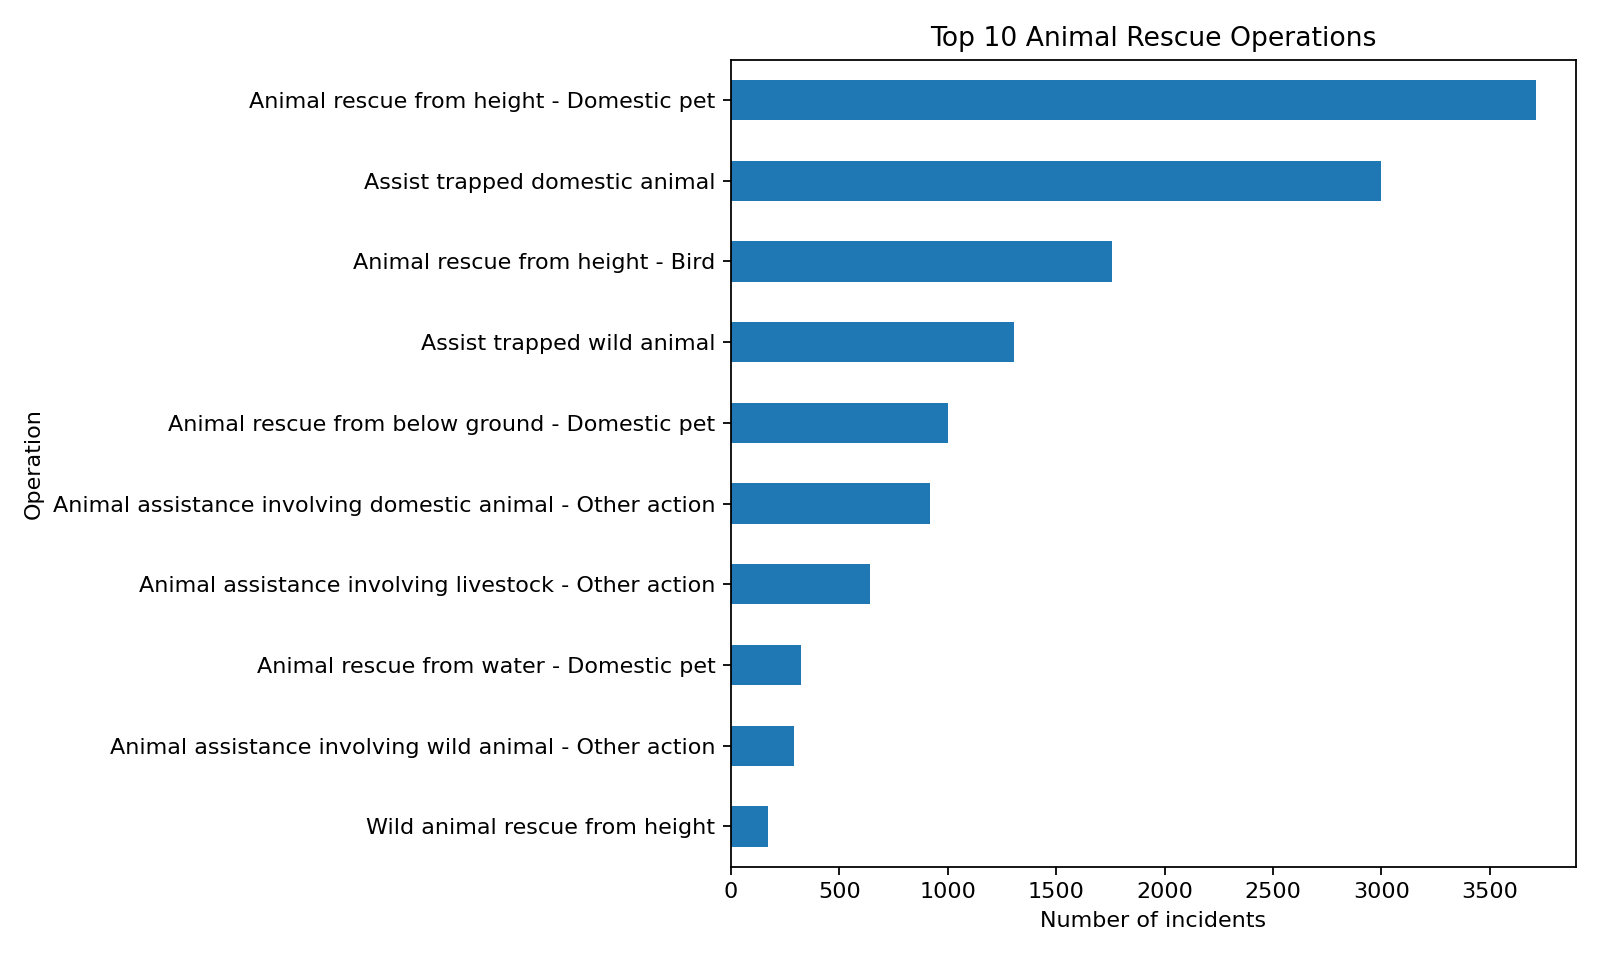 Top 10 Animal Rescue Operations
Animal rescue from height - Domestic pet
Assist trapped domestic animal
Animal rescue from height - Bird
Assist trapped wild animal
Animal rescue from below ground - Domestic pet
Animal assistance involving domestic animal - Other action
Animal assistance involving livestock - Other action
Animal rescue from water - Domestic pet
Animal assistance involving wild animal - Other action
Wild animal rescue from height
Operation
0 500 1000 1500 2000 2500 3000 3500
Number of incidents